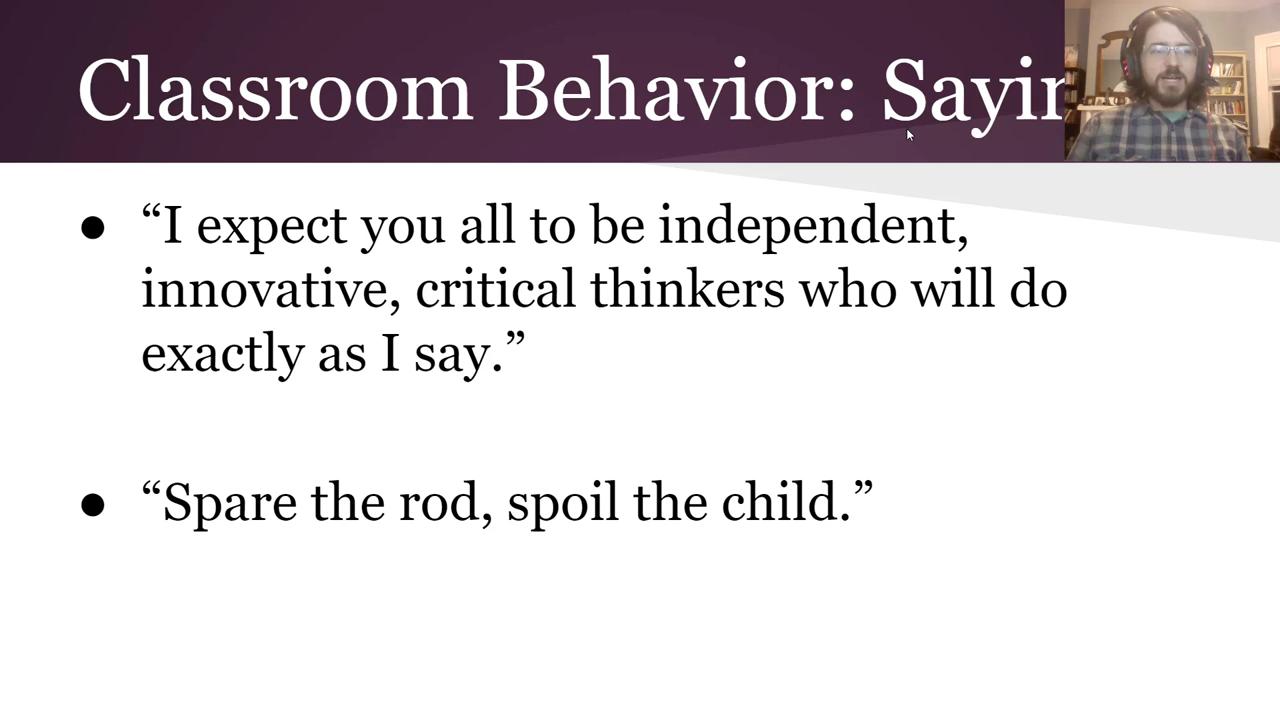 Classroom Behavior: Sayin
● “I expect you all to be independent,
innovative, critical thinkers who will do
exactly as I say.”
● “Spare the rod, spoil the child.”